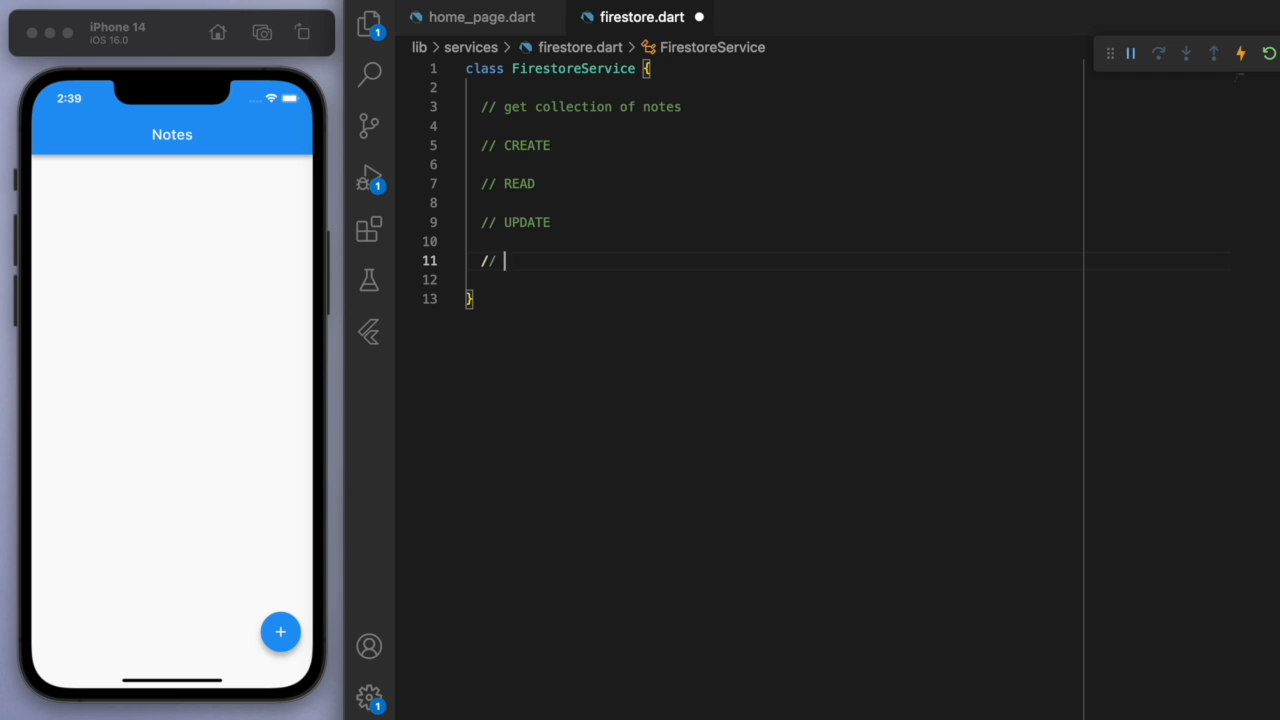 iPhone 14
iOS 16.0
2:39
Notes
+
1
1
1
home_page.dart
firestore.dart
lib > services > firestore.dart > FirestoreService
1 class FirestoreService {
2
3 // get collection of notes
4
5 // CREATE
6
7 // READ
8
9 // UPDATE
10
11 //
12
13 }